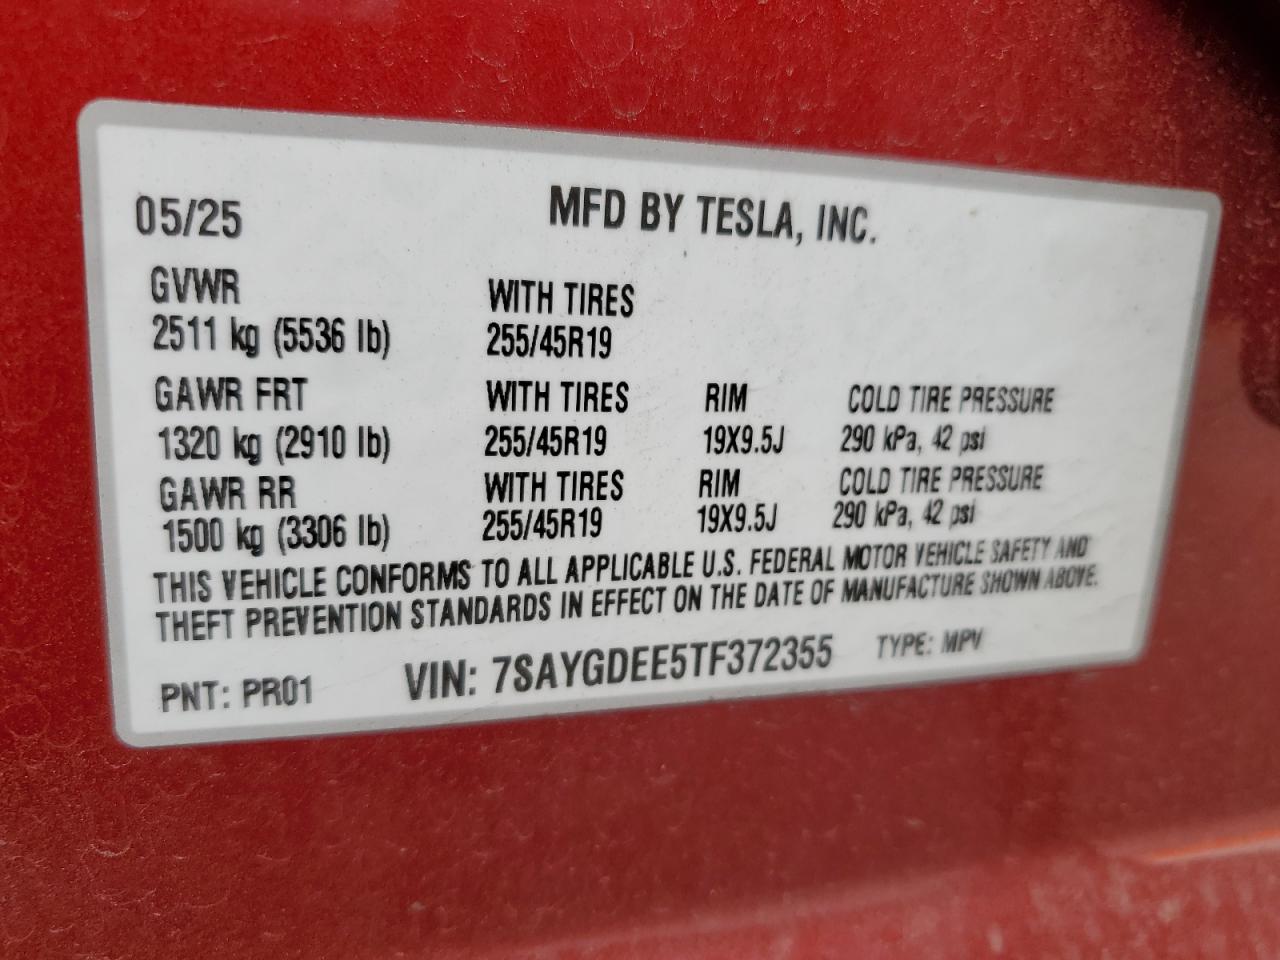 05/25 MFD BY TESLA, INC.
GVWR WITH TIRES
2511 kg (5536 lb) 255/45R19
GAWR FRT WITH TIRES RIM COLD TIRE PRESSURE
1320 kg (2910 lb) 255/45R19 19X9.5J 290 kPa, 42 psi
GAWR RR WITH TIRES RIM COLD TIRE PRESSURE
1500 kg (3306 lb) 255/45R19 19X9.5J 290 kPa, 42 psi
THIS VEHICLE CONFORMS TO ALL APPLICABLE U.S. FEDERAL MOTOR VEHICLE SAFETY AND
THEFT PREVENTION STANDARDS IN EFFECT ON THE DATE OF MANUFACTURE SHOWN ABOVE.
PNT: PR01 VIN: 7SAYGDEE5TF372355 TYPE: MPV